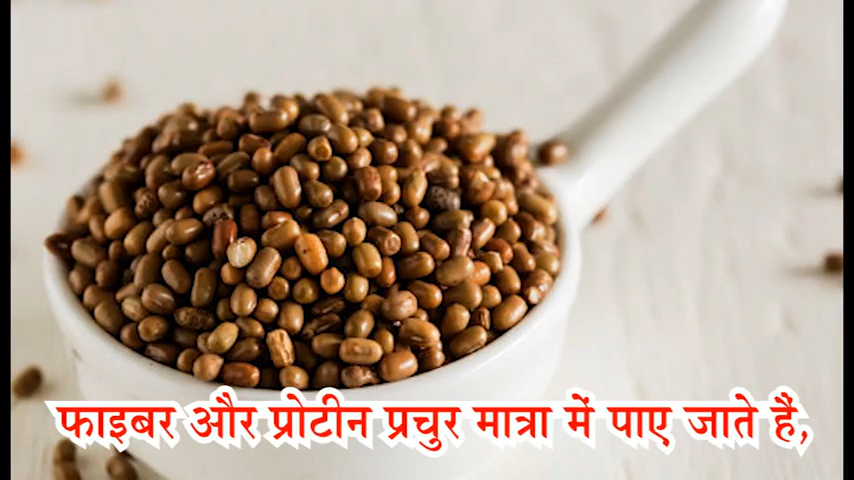 फाइबर और प्रोटीन प्रचुर मात्रा में पाए जाते हैं,